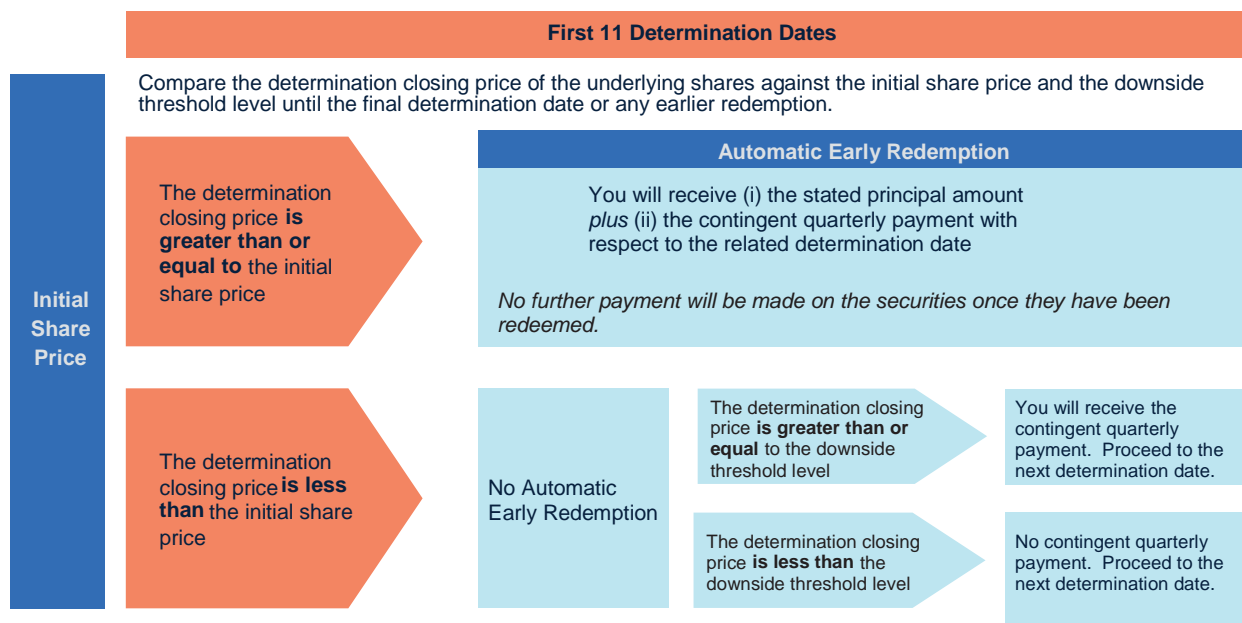 First 11 Determination Dates
Compare the determination closing price of the underlying shares against the initial share price and the downside
threshold level until the final determination date or any earlier redemption.
Initial
Share
Price
The determination
closing price is
greater than or
equal to the initial
share price
Automatic Early Redemption
You will receive (i) the stated principal amount
plus (ii) the contingent quarterly payment with
respect to the related determination date
No further payment will be made on the securities once they have been
redeemed.
The determination
closing price is less
than the initial share
price
No Automatic
Early Redemption
The determination closing
price is greater than or
equal to the downside
threshold level
You will receive the
contingent quarterly
payment. Proceed to the
next determination date.
The determination closing
price is less than the
downside threshold level
No contingent quarterly
payment. Proceed to the
next determination date.